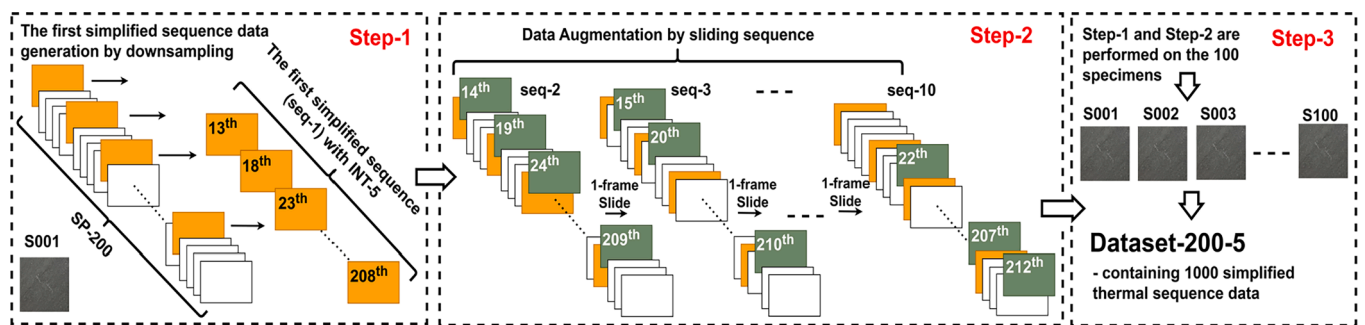 The first simplified sequence data
generation by downsampling
Step-1
The first simplified sequence
(seq-1) with INT-5
13th
18th
23th
208th
SP-200
S001
Data Augmentation by sliding sequence
Step-2
seq-2
seq-3
seq-10
14th
19th
24th
209th
15th
20th
210th
22th
207th
212th
1-frame
Slide
1-frame
Slide
1-frame
Slide
Step-1 and Step-2 are
performed on the 100
specimens
Step-3
S001
S002
S003
S100
Dataset-200-5
- containing 1000 simplified
thermal sequence data